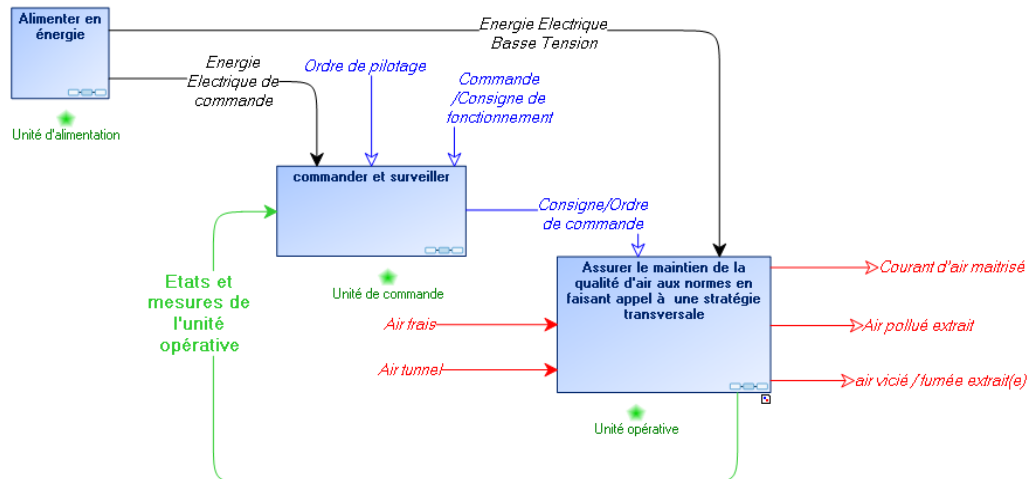 Alimenter en
énergie
Unité d'alimentation
Energie Electrique
Basse Tension
Energie
Electrique de
commande
Ordre de pilotage
Commande
/Consigne de
fonctionnement
commander et surveiller
Unité de commande
Consigne/Ordre
de commande
Etats et
mesures de
l'unité
opérative
Air frais
Air tunnel
Assurer le maintien de la
qualité d'air aux normes en
faisant appel à une stratégie
transversale
Unité opérative
Courant d'air maitrisé
Air pollué extrait
air vicié / fumée extrait(e)